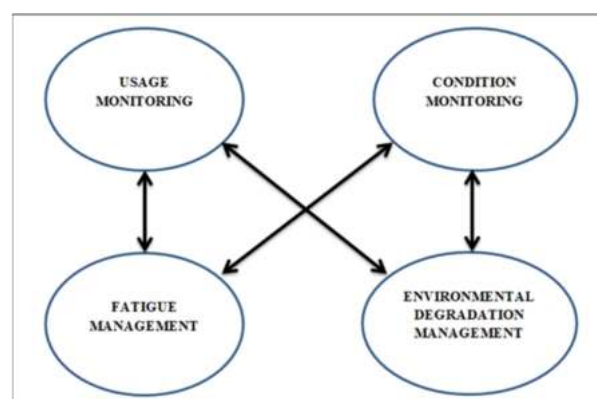 USAGE
MONITORING
CONDITION
MONITORING
FATIGUE
MANAGEMENT
ENVIRONMENTAL
DEGRADATION
MANAGEMENT